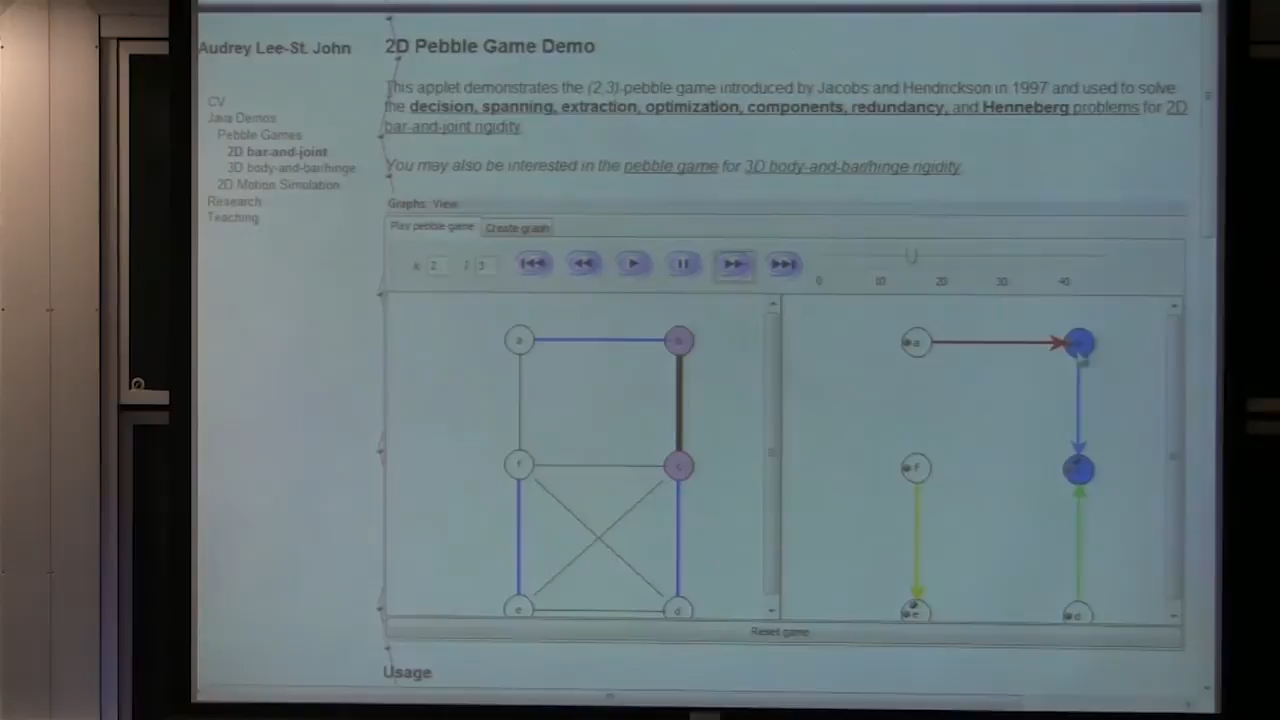 Audrey Lee-St. John
CV
Java Demos
Pebble Games
2D bar-and-joint
3D body-and-bar/hinge
2D Motion Simulation
Research
Teaching
2D Pebble Game Demo
This applet demonstrates the (2,3)-pebble game introduced by Jacobs and Hendrickson in 1997 and used to solve
the decision, spanning, extraction, optimization, components, redundancy, and Henneberg problems for 2D
bar-and-joint rigidity
You may also be interested in the pebble game for 3D body-and-bar/hinge rigidity
Graphs: View
Play pebble game Create graph
k: 2 l: 3
0 10 20 30 40
a
f c
e d
a
f
e d
Reset game
Usage